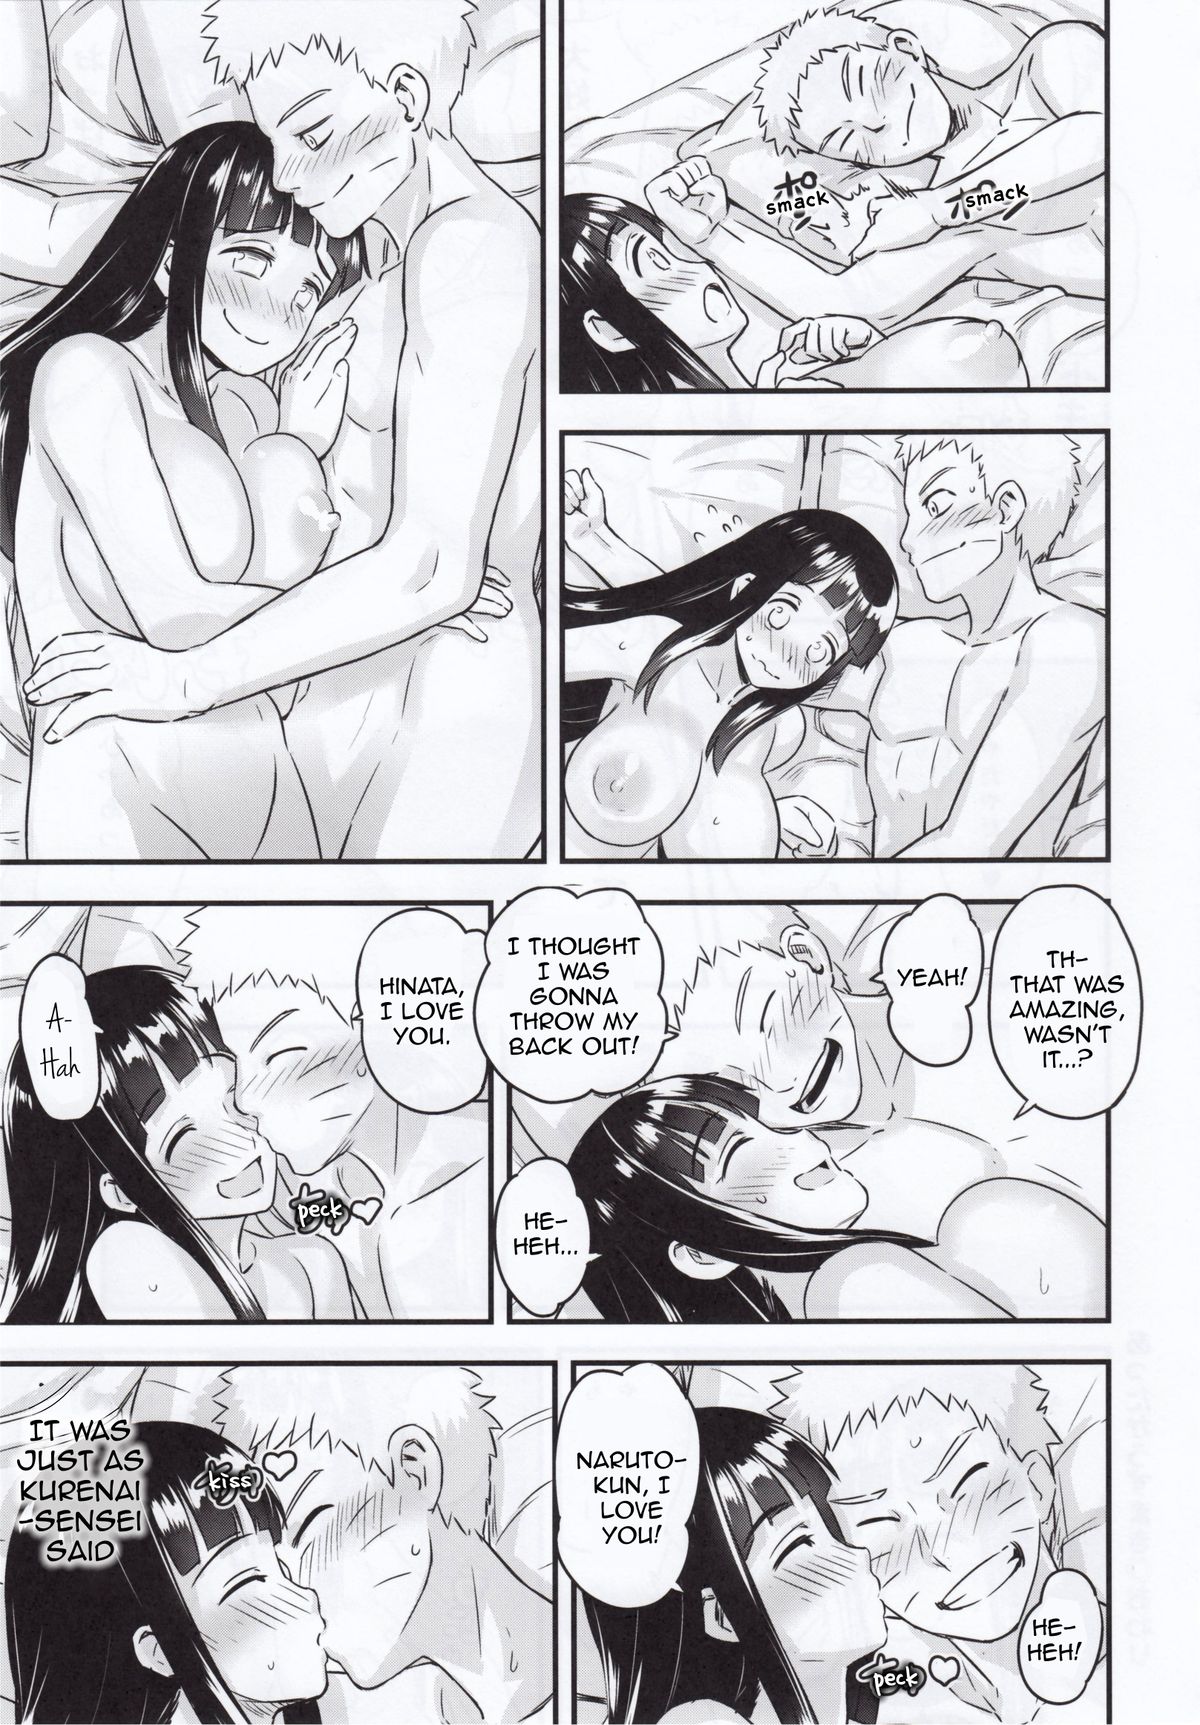 smack
smack
TH-
THAT WAS
AMAZING,
WASN'T
IT...?
YEAH!
I THOUGHT
I WAS
GONNA
THROW MY
BACK OUT!
HE-
HEH...
HINATA,
I LOVE
YOU.
A-
Hah
peck
NARUTO-
KUN, I
LOVE
YOU!
HE-
HEH!
peck
kiss
IT WAS
JUST AS
KURENAI
-SENSEI
SAID